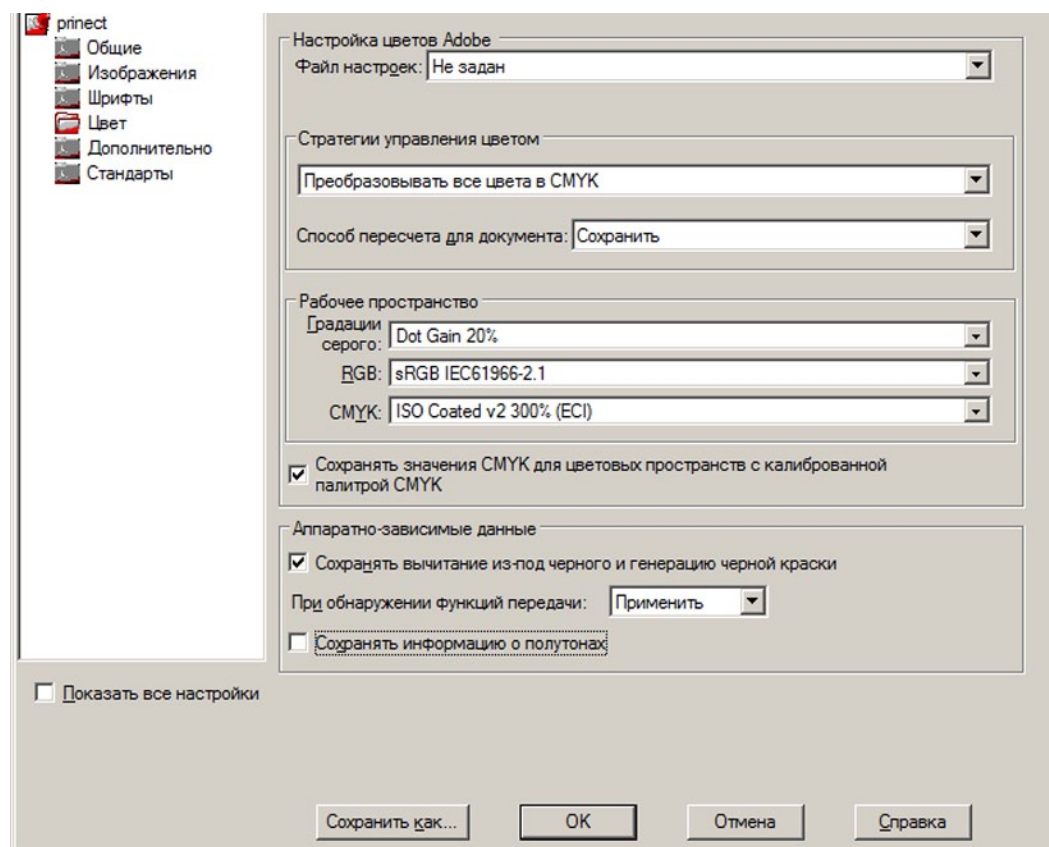 prinect
Общие
Изображения
Шрифты
Цвет
Дополнительно
Стандарты
Настройка цветов Adobe
Файл настроек: Не задан
Стратегии управления цветом
Преобразовывать все цвета в CMYK
Способ пересчета для документа: Сохранить
Рабочее пространство
Градации
серого: Dot Gain 20%
RGB: sRGB IEC61966-2.1
CMYK: ISO Coated v2 300% (ECI)
Сохранять значения CMYK для цветовых пространств с калиброванной
палитрой CMYK
Аппаратно-зависимые данные
Сохранять вычитание из-под черного и генерацию черной краски
При обнаружении функций передачи: Применить
Сохранять информацию о полутонах
Показать все настройки
Сохранить как... OK Отмена Справка